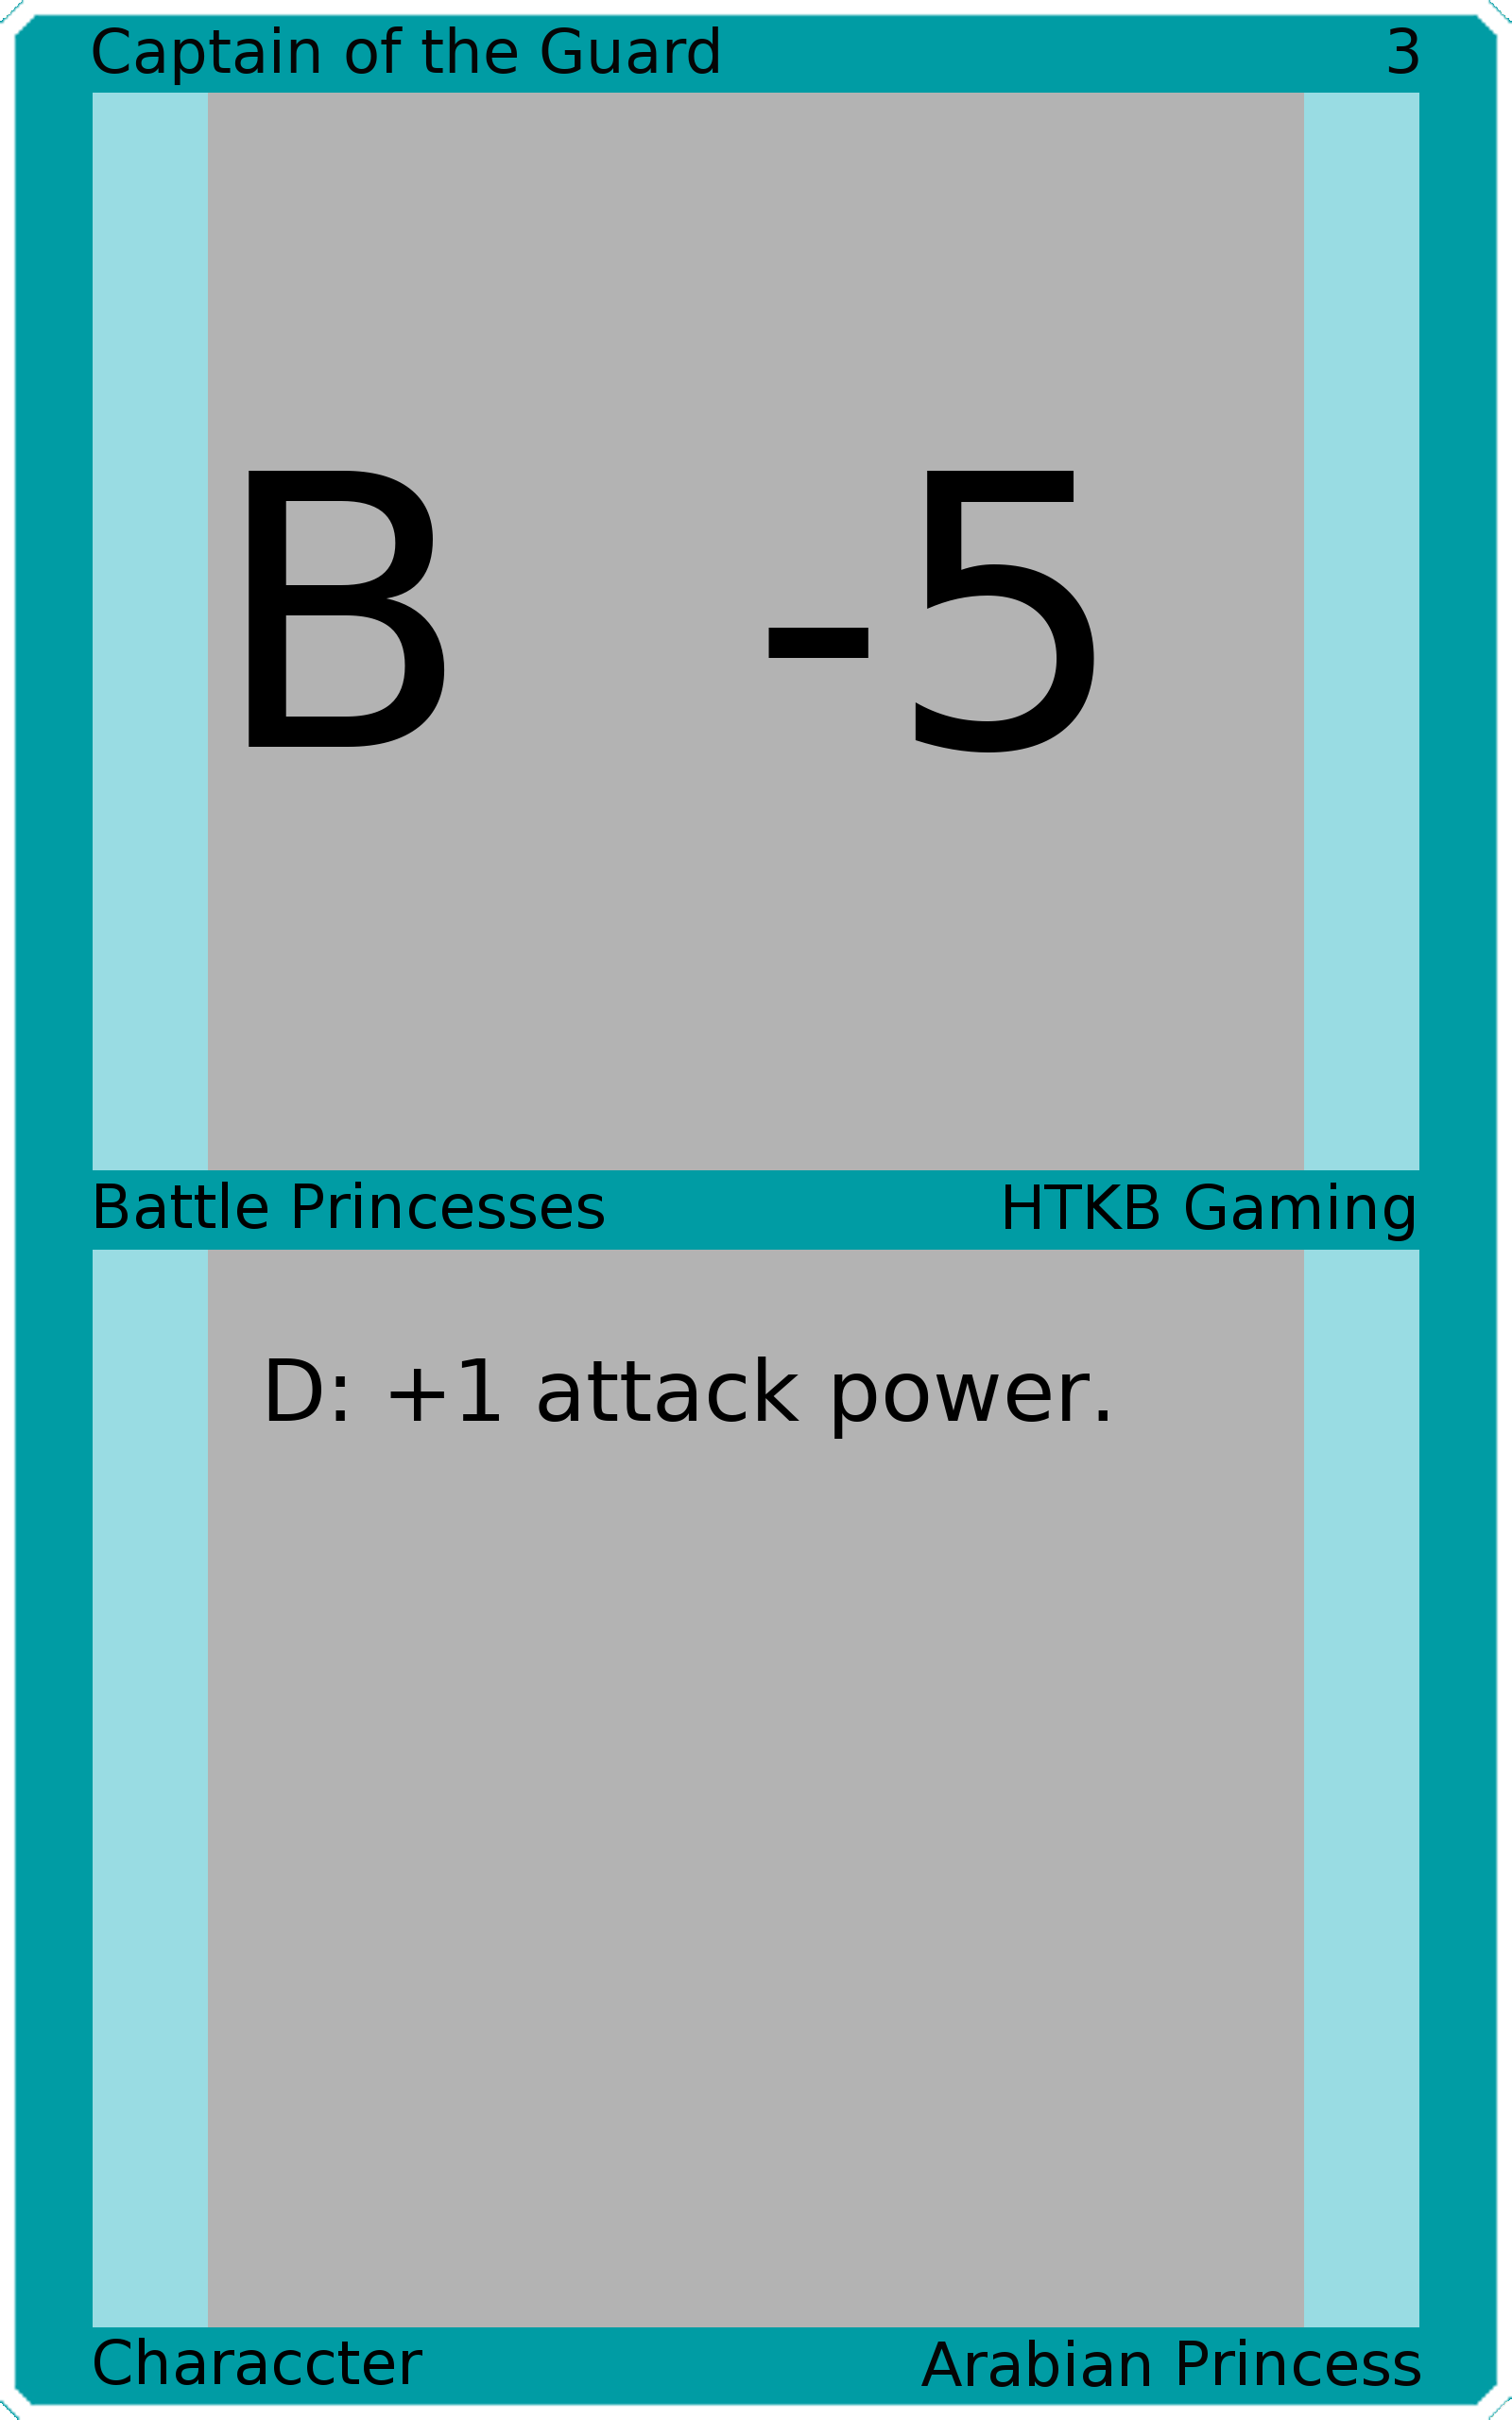 Captain of the Guard 3
B -5
Battle Princesses HTKB Gaming
D: +1 attack power.
Characcter Arabian Princess